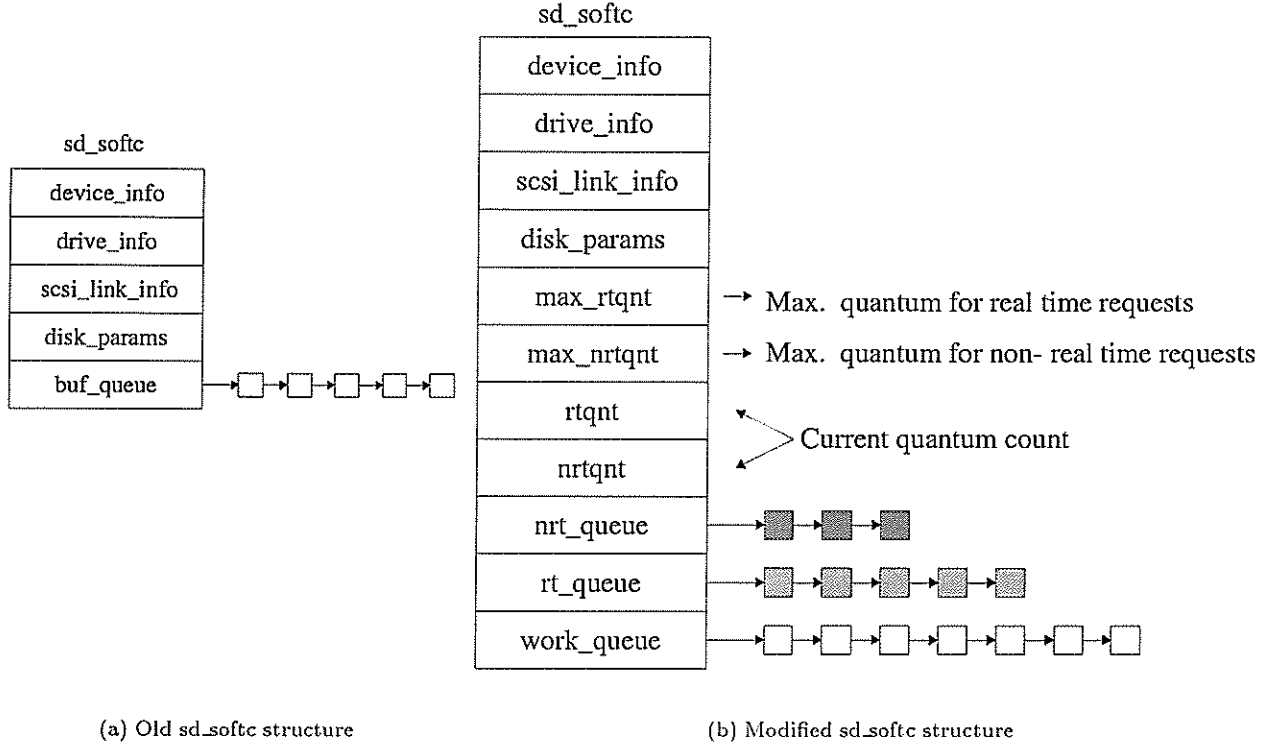 sd_softc
device_info
drive_info
scsi_link_info
disk_params
buf_queue
(a) Old sd_softc structure
sd_softc
device_info
drive_info
scsi_link_info
disk_params
max_rtqnt
Max. quantum for real time requests
max_nrtqnt
Max. quantum for non- real time requests
rtqnt
Current quantum count
nrtqnt
nrt_queue
rt_queue
work_queue
(b) Modified sd_softc structure